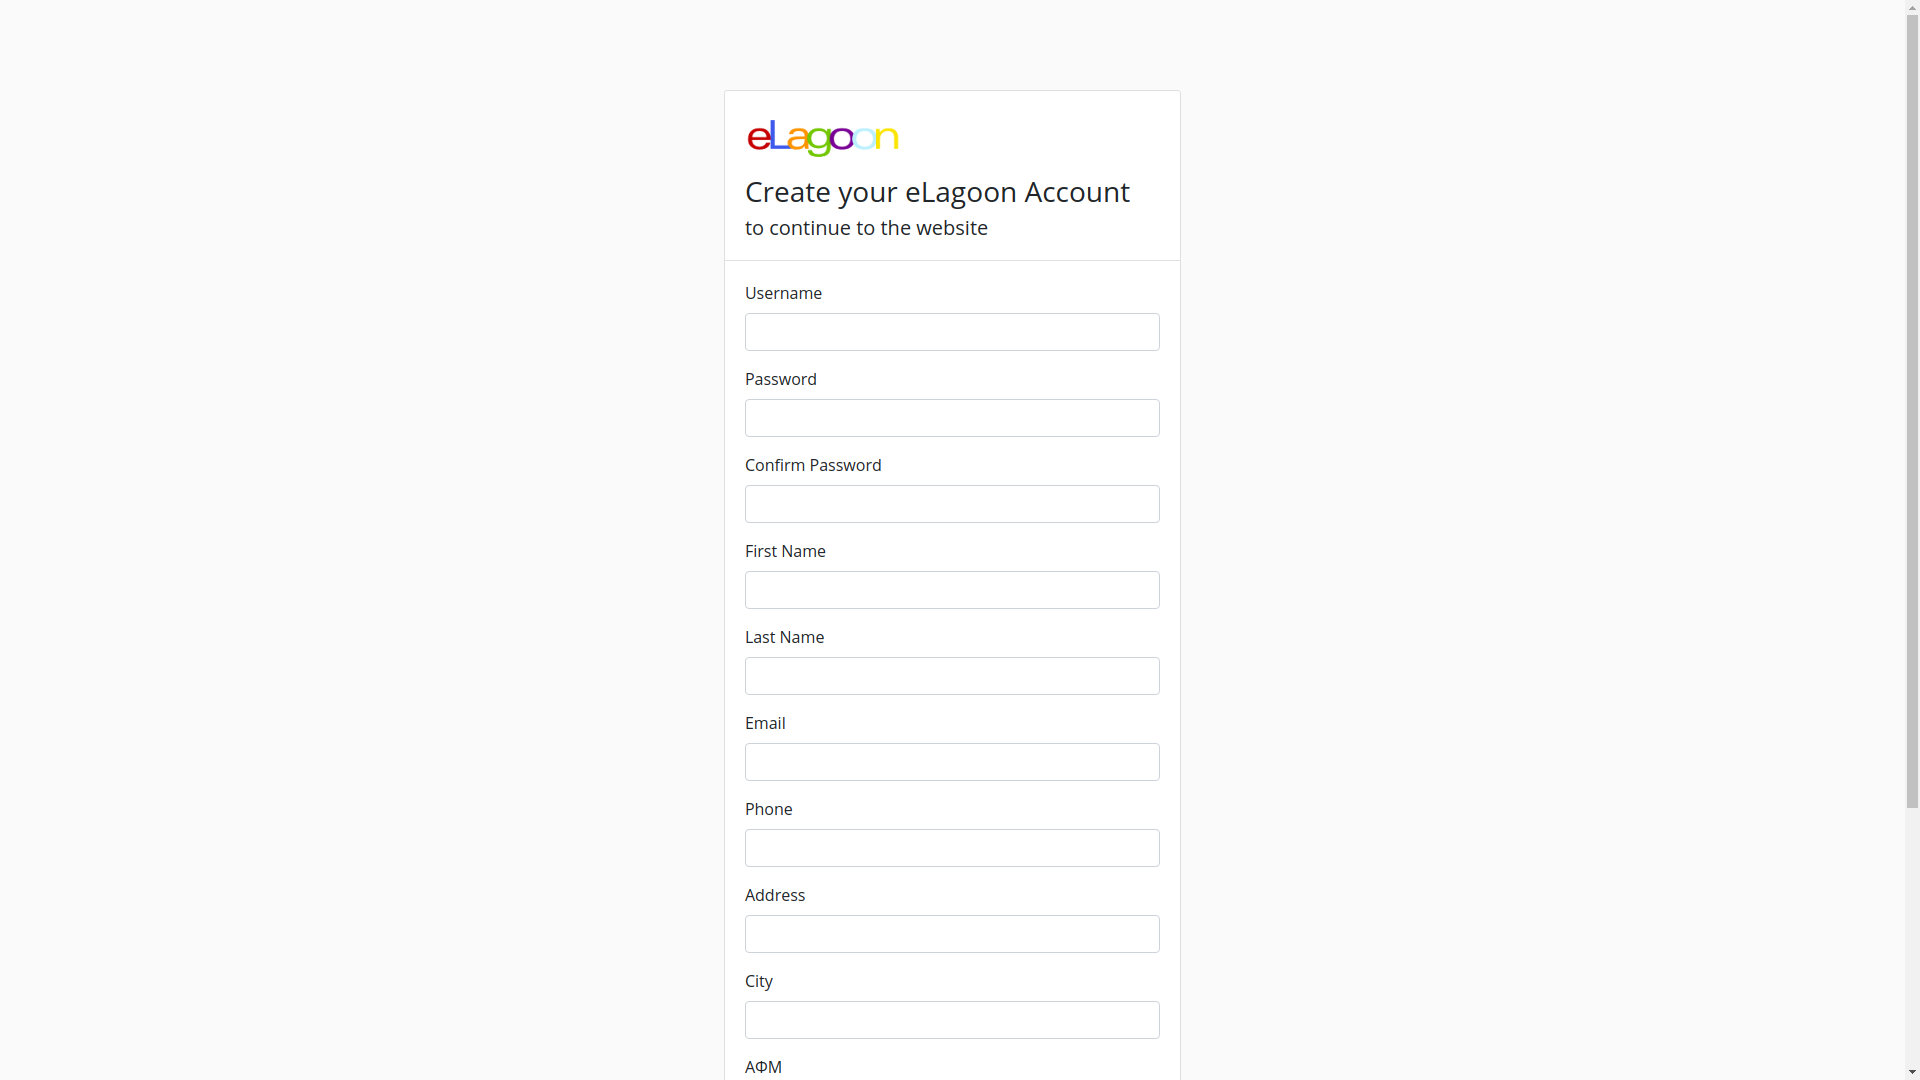 eLagoon
Create your eLagoon Account
to continue to the website
Username
Password
Confirm Password
First Name
Last Name
Email
Phone
Address
City
ΑΦΜ